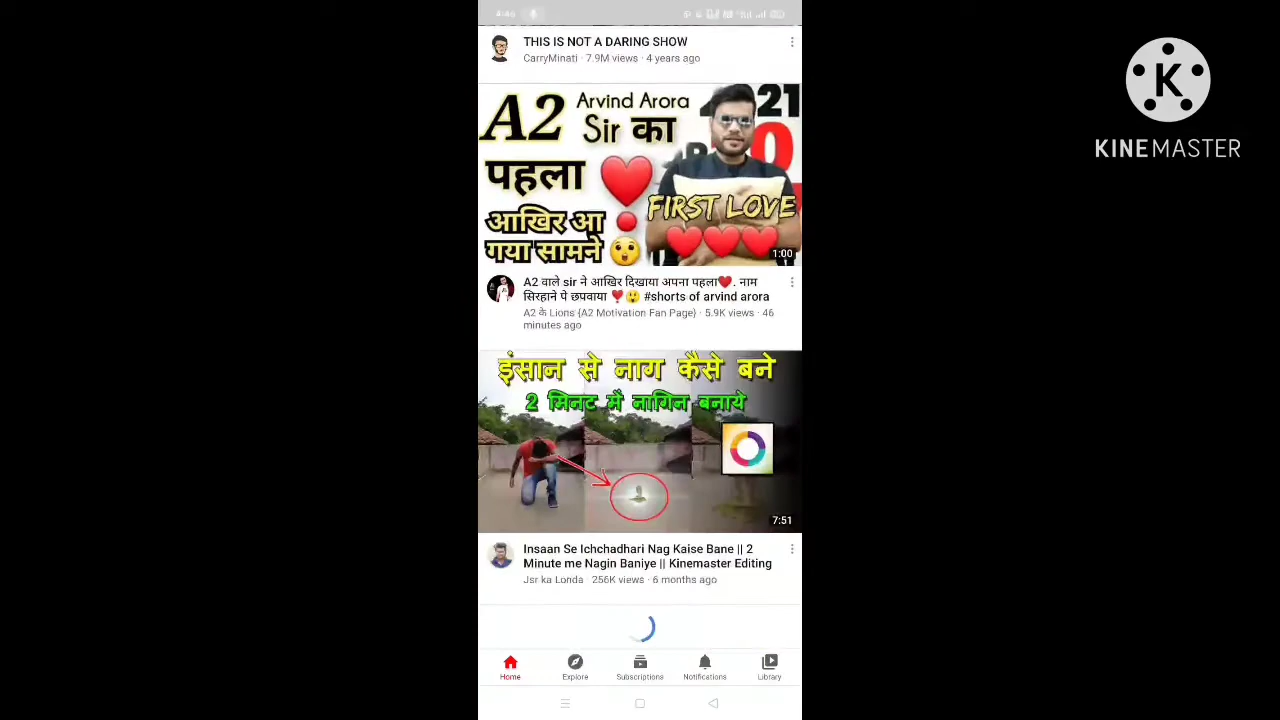 4:46
THIS IS NOT A DARING SHOW
CarryMinati · 7.9M views · 4 years ago
KINEMASTER
A2 Arvind Arora
Sir का
पहला ❤️
FIRST LOVE
आखिर आ
गया सामने 😲
1:00
A2 वाले sir ने आखिर दिखाया अपना पहला❤️. नाम
सिरहाने पे छपवाया ❣️😲 #shorts of arvind arora
A2 के Lions {A2 Motivation Fan Page} · 5.9K views · 46
minutes ago
इंसान से नाग कैसे बने
2 मिनट में नागिन बनाये
7:51
Insaan Se Ichchadhari Nag Kaise Bane || 2
Minute me Nagin Baniye || Kinemaster Editing
Jsr ka Londa · 256K views · 6 months ago
Home Explore Subscriptions Notifications Library